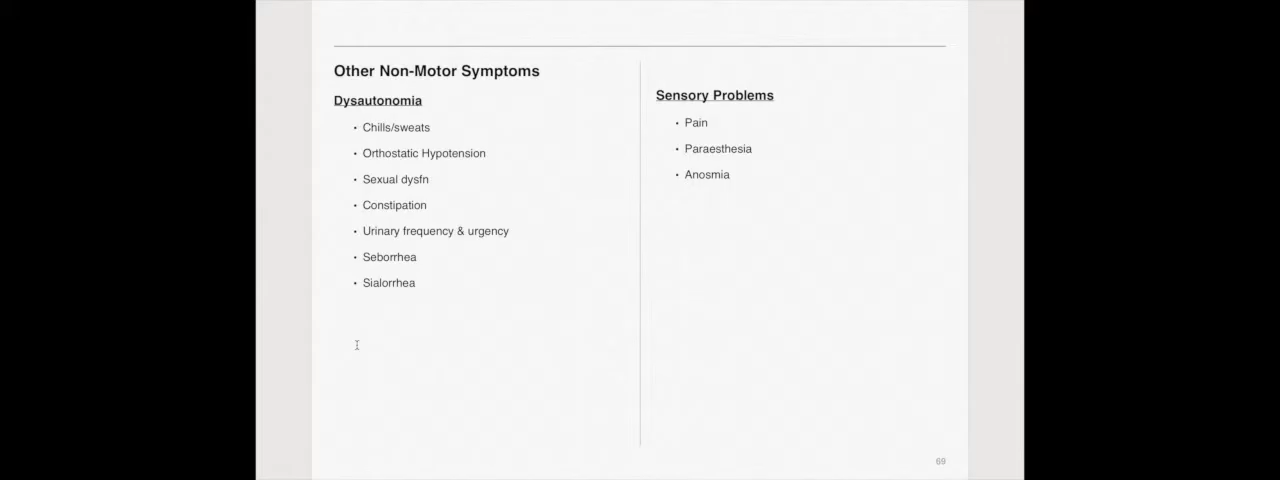 Other Non-Motor Symptoms
Dysautonomia
• Chills/sweats
• Orthostatic Hypotension
• Sexual dysfn
• Constipation
• Urinary frequency & urgency
• Seborrhea
• Sialorrhea
Sensory Problems
• Pain
• Paraesthesia
• Anosmia
69